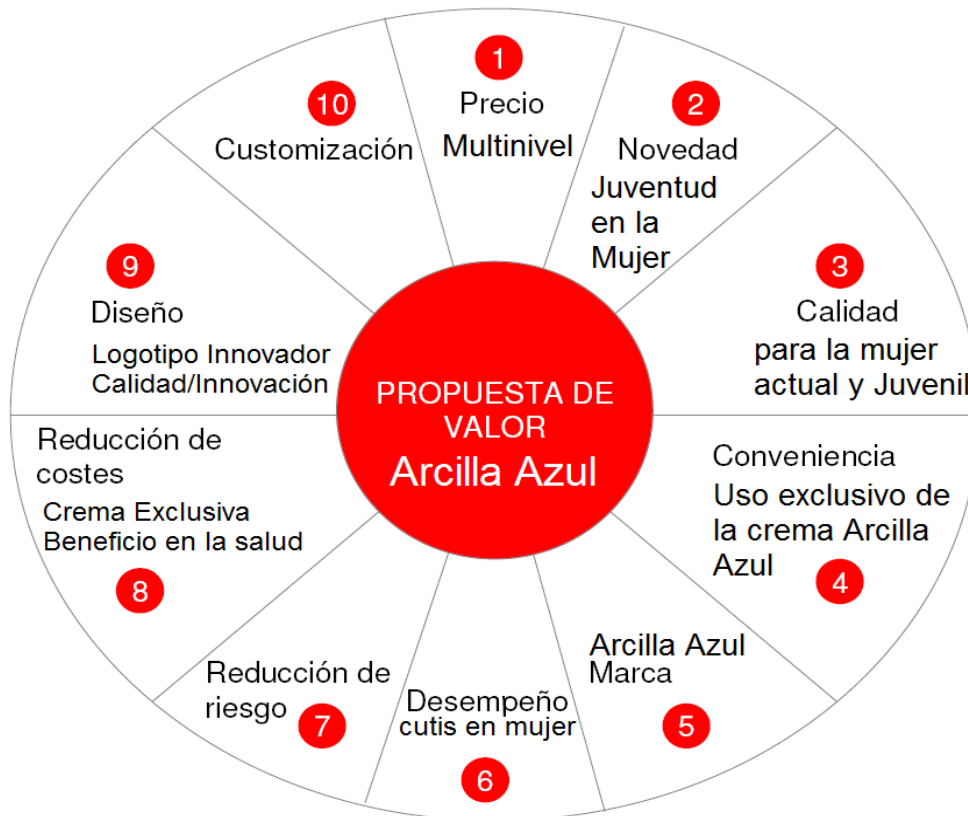 1
Precio
Multinivel
2
Novedad
Juventud
en la
Mujer
3
Calidad
para la mujer
actual y Juvenil
Conveniencia
Uso exclusivo de
la crema Arcilla
Azul
4
Arcilla Azul
Marca
5
Desempeño
cutis en mujer
6
Reducción de
riesgo
7
Reducción de
costes
Crema Exclusiva
Beneficio en la salud
8
9
Diseño
Logotipo Innovador
Calidad/Innovación
10
Customización
PROPUESTA DE
VALOR
Arcilla Azul